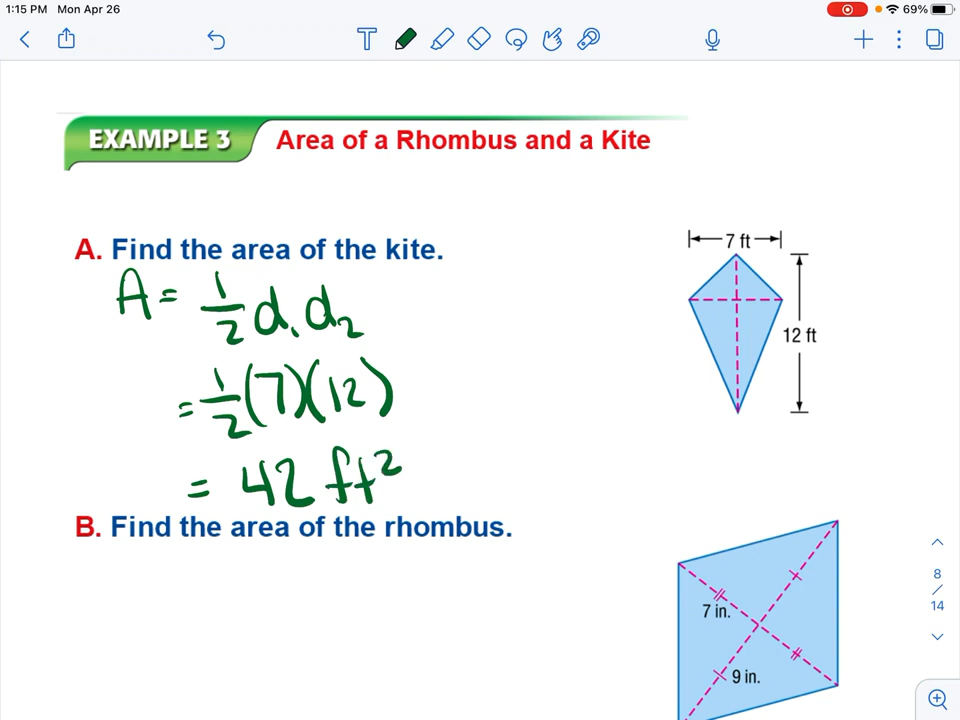 1:15 PM Mon Apr 26
69%
T
EXAMPLE 3 Area of a Rhombus and a Kite
A. Find the area of the kite.
7 ft
12 ft
A = 1/2 d₁ d₂
= 1/2 (7)(12)
= 42 ft²
B. Find the area of the rhombus.
7 in.
9 in.
8
/
14